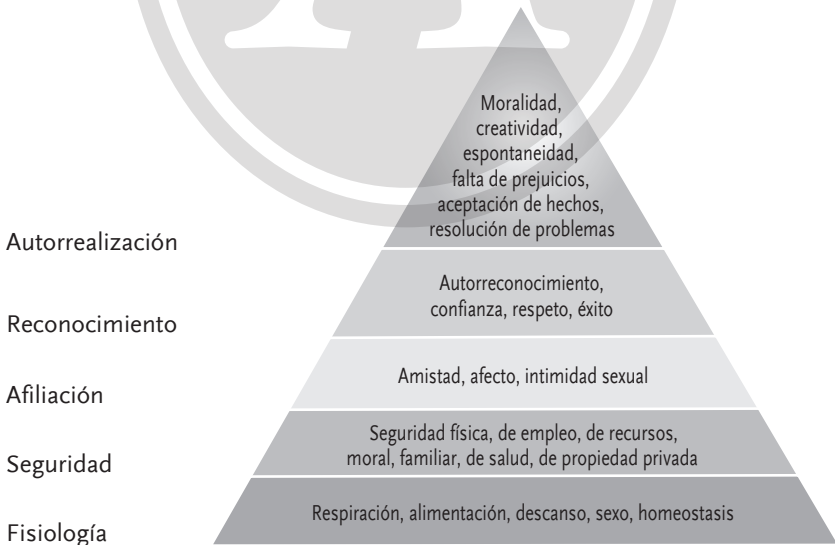 Moralidad,
creatividad,
espontaneidad,
falta de prejuicios,
aceptación de hechos,
resolución de problemas
Autorrealización
Autorreconocimiento,
confianza, respeto, éxito
Reconocimiento
Amistad, afecto, intimidad sexual
Afiliación
Seguridad física, de empleo, de recursos,
moral, familiar, de salud, de propiedad privada
Seguridad
Respiración, alimentación, descanso, sexo, homeostasis
Fisiología